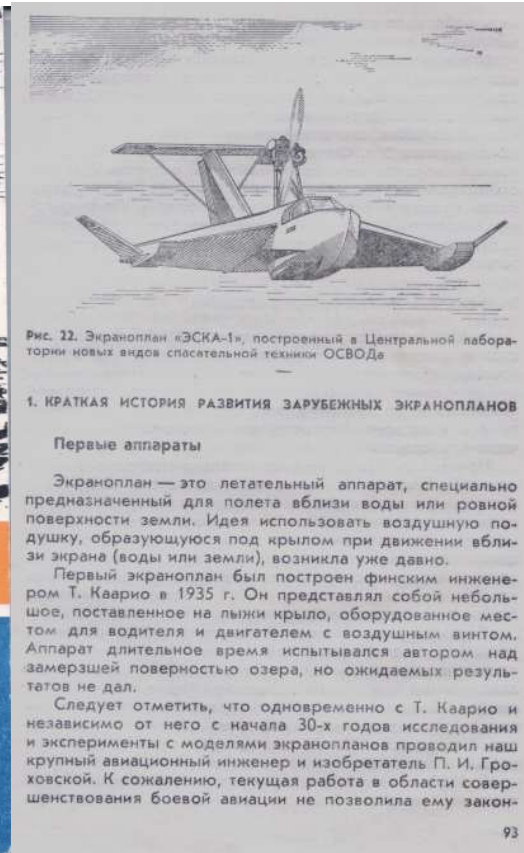 Рис. 22. Экраноплан «ЭСКА-1», построенный в Центральной лабора-
тории новых видов спасательной техники ОСВОДа
1. КРАТКАЯ ИСТОРИЯ РАЗВИТИЯ ЗАРУБЕЖНЫХ ЭКРАНОПЛАНОВ
Первые аппараты
Экраноплан — это летательный аппарат, специально
предназначенный для полета вблизи воды или ровной
поверхности земли. Идея использовать воздушную по-
душку, образующуюся под крылом при движении вбли-
зи экрана (воды или земли), возникла уже давно.
Первый экраноплан был построен финским инжене-
ром Т. Каарио в 1935 г. Он представлял собой неболь-
шое, поставленное на лыжи крыло, оборудованное мес-
том для водителя и двигателем с воздушным винтом.
Аппарат длительное время испытывался автором над
замерзшей поверхностью озера, но ожидаемых резуль-
татов не дал.
Следует отметить, что одновременно с Т. Каарио и
независимо от него с начала 30-х годов исследования
и эксперименты с моделями экранопланов проводил наш
крупный авиационный инженер и изобретатель П. И. Гро-
ховской. К сожалению, текущая работа в области совер-
шенствования боевой авиации не позволила ему закон-
93